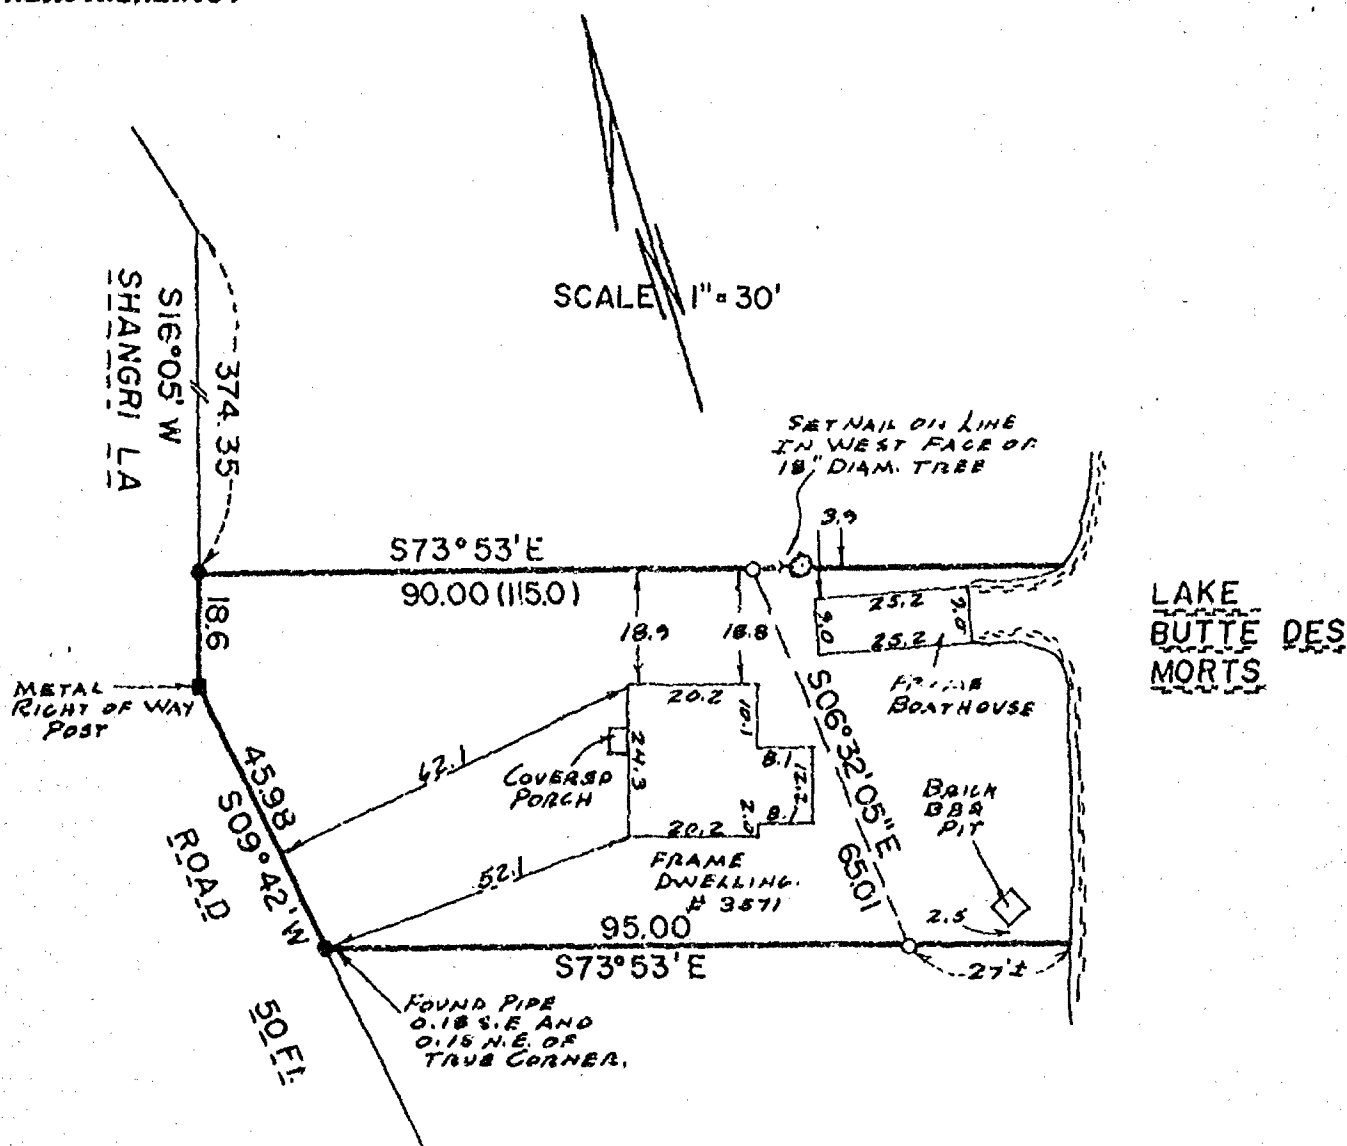 SCALE 1"=30'
S16°05' W
SHANGRI LA
374.35
SET NAIL ON LINE
IN WEST FACE OF
18" DIAM. TREE
3.9
S73°53'E
90.00 (115.0)
18.6
18.9
18.8
25.2
9.0
9.0
25.2
FRAME
BOATHOUSE
LAKE
BUTTE DES
MORTS
METAL
RIGHT OF WAY
POST
20.2
10.1
24.3
8.1
12.2
8.1
2.0
20.2
COVERED
PORCH
62.1
52.1
45.98
S09°42'W
ROAD
50 Ft.
S06°32'05"E
65.01
BRICK
BBQ
PIT
2.5
FRAME
DWELLING.
# 3571
95.00
S73°53'E
27'±
FOUND PIPE
0.18 S.E AND
0.15 N.E. OF
TRUE CORNER.